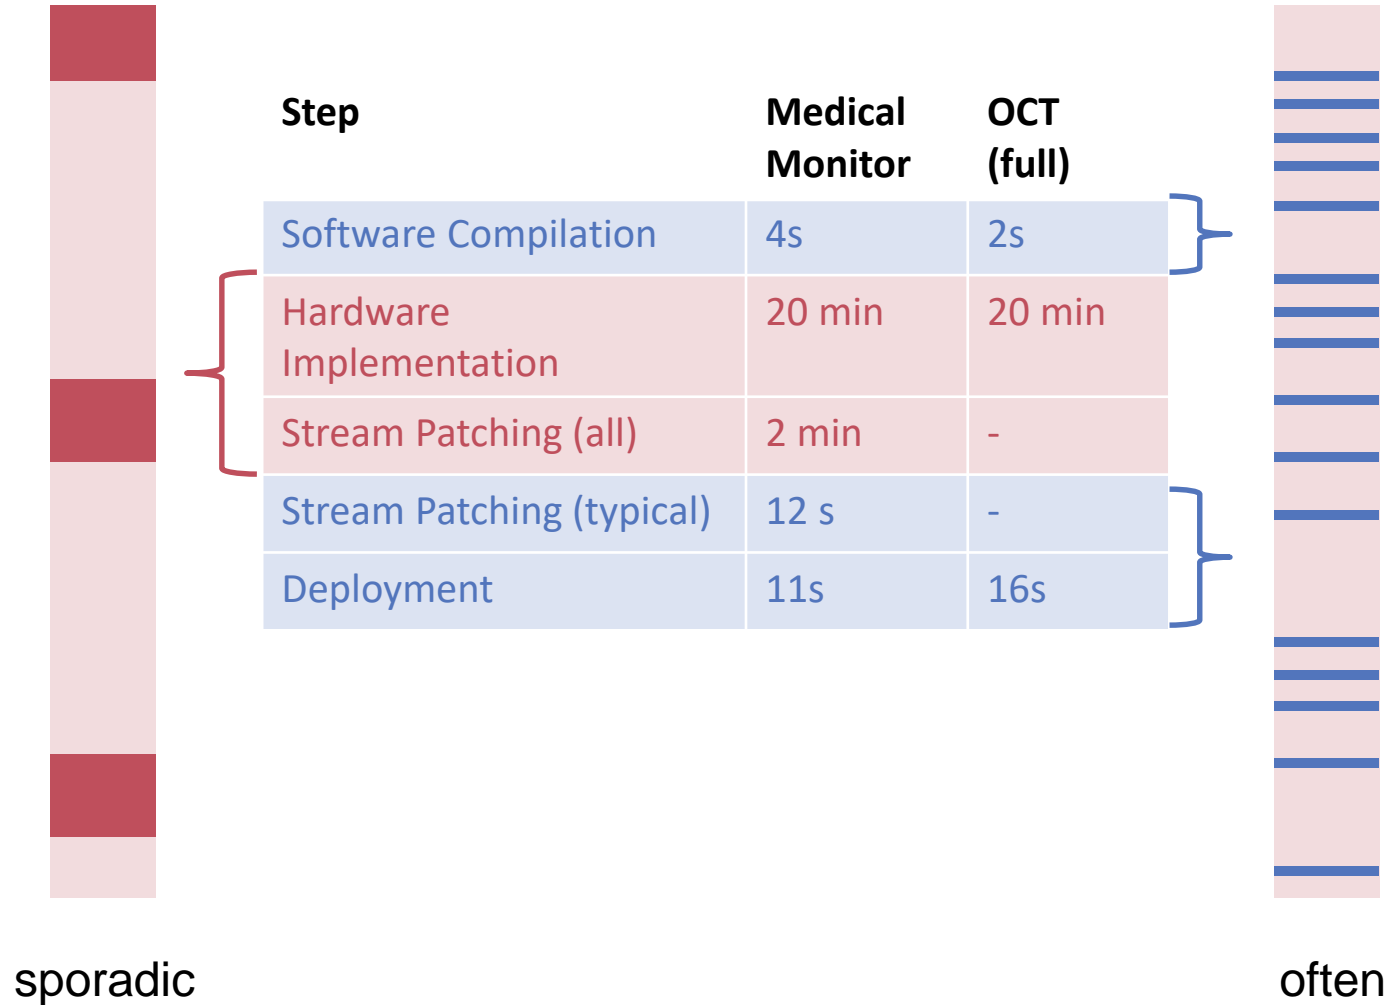 Step Medical Monitor OCT (full)
Software Compilation 4s 2s
Hardware Implementation 20 min 20 min
Stream Patching (all) 2 min -
Stream Patching (typical) 12 s -
Deployment 11s 16s
sporadic often